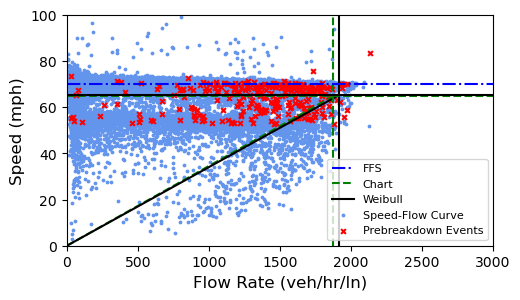 100
80
60
40
20
0
Speed (mph)
FFS
Chart
Weibull
Speed-Flow Curve
Prebreakdown Events
0 500 1000 1500 2000 2500 3000
Flow Rate (veh/hr/ln)